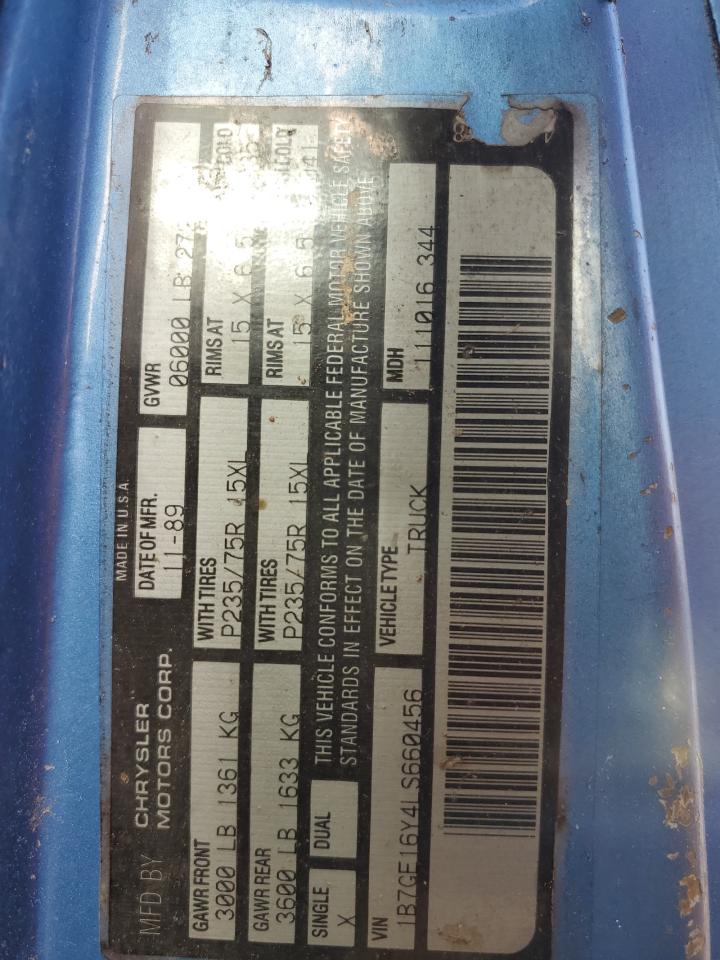 MADE IN U.S.A.
MFD BY CHRYSLER MOTORS CORP.
DATE OF MFR.
11-89
GVWR
06000 LB
GAWR FRONT
3000 LB 1361 KG
WITH TIRES
P235/75R 15XL
RIMS AT
15 X 6.5
COLD
GAWR REAR
3600 LB 1633 KG
WITH TIRES
P235/75R 15XL
RIMS AT
15 X 6.5
COLD
SINGLE
X
DUAL
THIS VEHICLE CONFORMS TO ALL APPLICABLE FEDERAL MOTOR VEHICLE SAFETY
STANDARDS IN EFFECT ON THE DATE OF MANUFACTURE SHOWN ABOVE
VIN
1B7GE16Y4LS660456
VEHICLE TYPE
TRUCK
MDH
111016 344